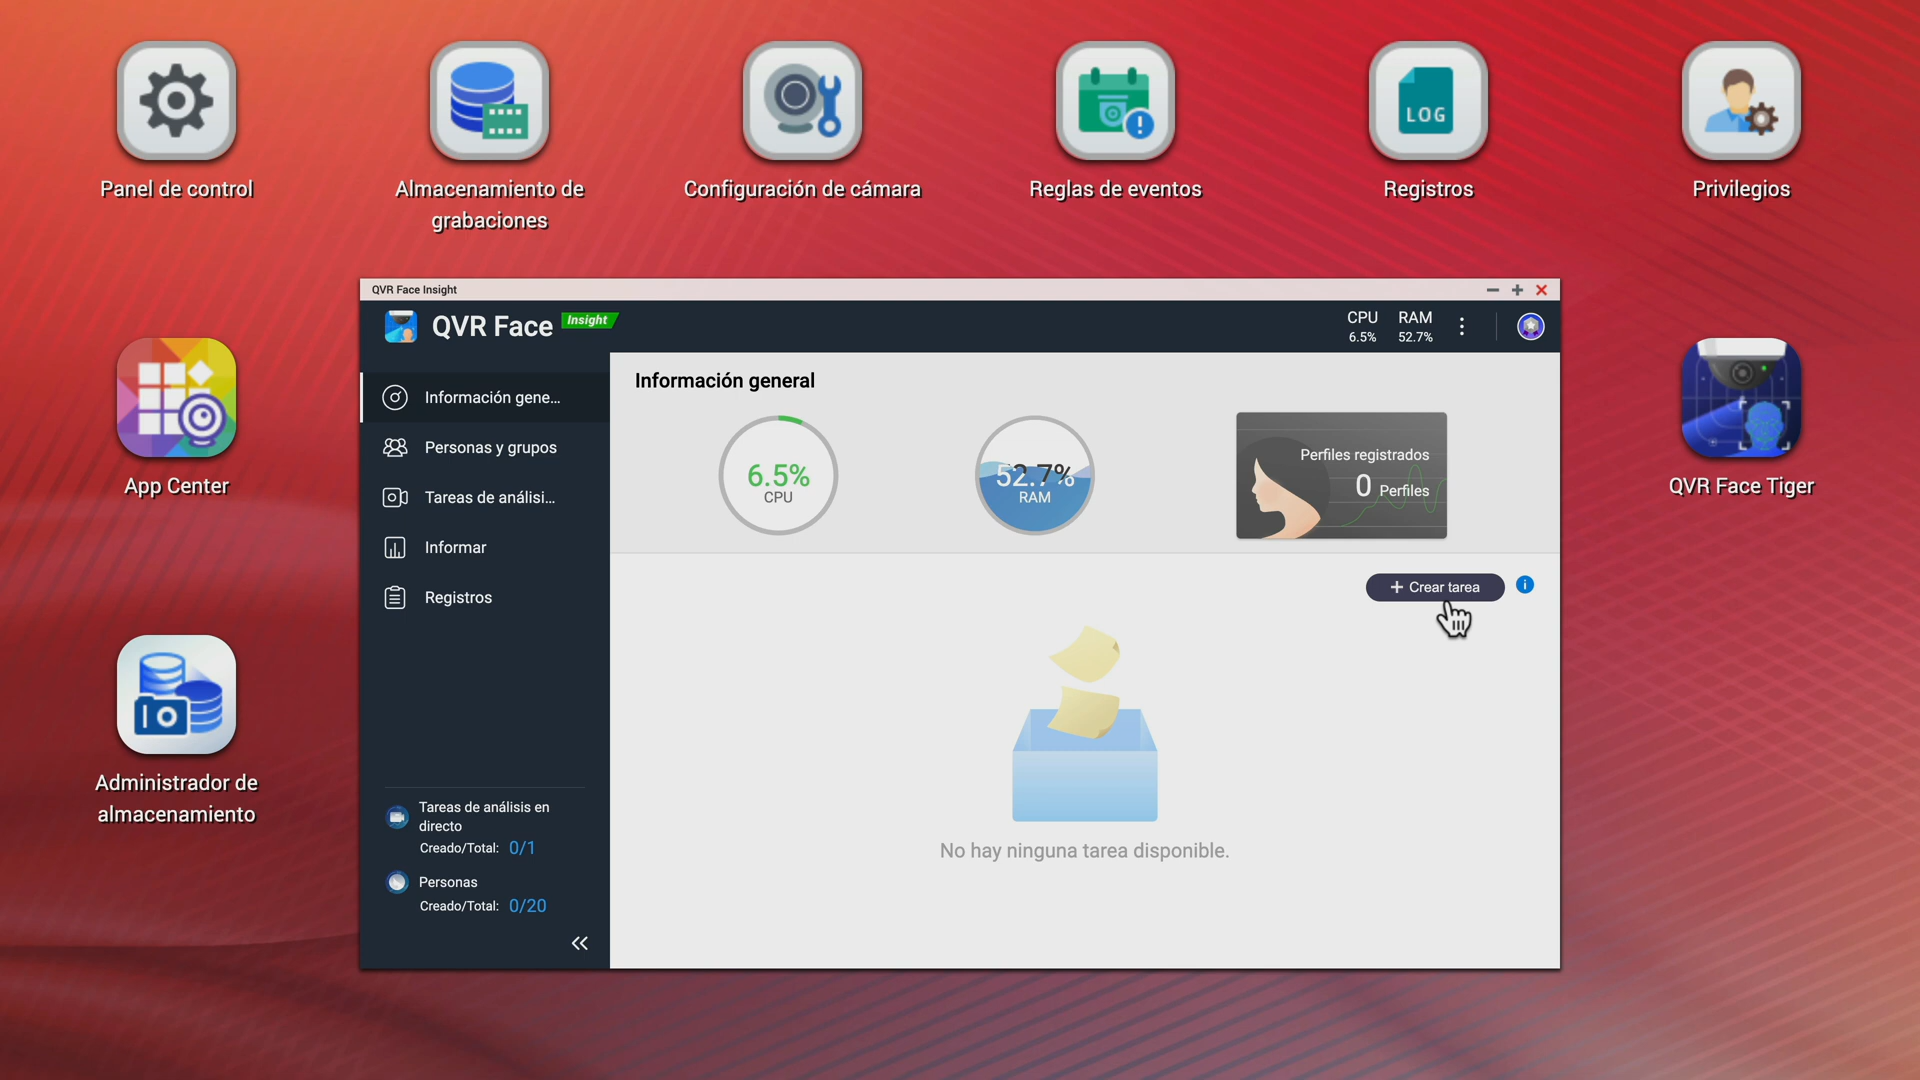 Panel de control
Almacenamiento de
grabaciones
Configuración de cámara
Reglas de eventos
LOG
Registros
Privilegios
App Center
QVR Face Tiger
Administrador de
almacenamiento
QVR Face Insight
QVR Face Insight
CPU
6.5%
RAM
52.7%
Información gene...
Personas y grupos
Tareas de análisi...
Informar
Registros
Tareas de análisis en
directo
Creado/Total: 0/1
Personas
Creado/Total: 0/20
Información general
6.5%
CPU
52.7%
RAM
Perfiles registrados
0 Perfiles
+ Crear tarea
No hay ninguna tarea disponible.